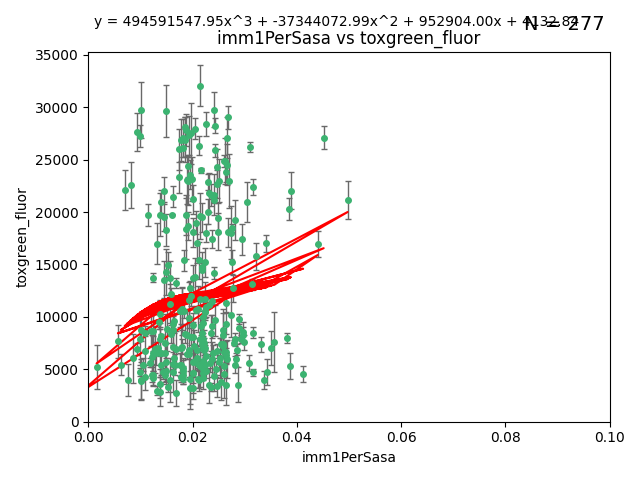 y = 494591547.95x^3 + -37344072.99x^2 + 952904.00x + 4132.84
N = 277
imm1PerSasa vs toxgreen_fluor
35000
30000
25000
20000
15000
10000
5000
0
toxgreen_fluor
0.00 0.02 0.04 0.06 0.08 0.10
imm1PerSasa